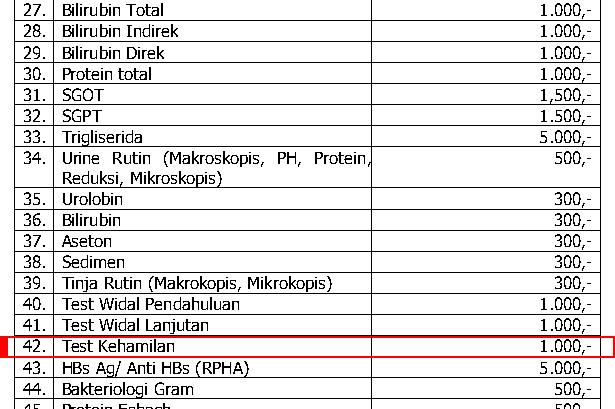 27. Bilirubin Total 1.000,-
28. Bilirubin Indirek 1.000,-
29. Bilirubin Direk 1.000,-
30. Protein total 1.000,-
31. SGOT 1,500,-
32. SGPT 1.500,-
33. Trigliserida 5.000,-
34. Urine Rutin (Makroskopis, PH, Protein, 500,-
Reduksi, Mikroskopis)
35. Urolobin 300,-
36. Bilirubin 300,-
37. Aseton 300,-
38. Sedimen 300,-
39. Tinja Rutin (Makrokopis, Mikrokopis) 300,-
40. Test Widal Pendahuluan 1.000,-
41. Test Widal Lanjutan 1.000,-
42. Test Kehamilan 1.000,-
43. HBs Ag/ Anti HBs (RPHA) 5.000,-
44. Bakteriologi Gram 500,-
45. Protein Esbach 500,-